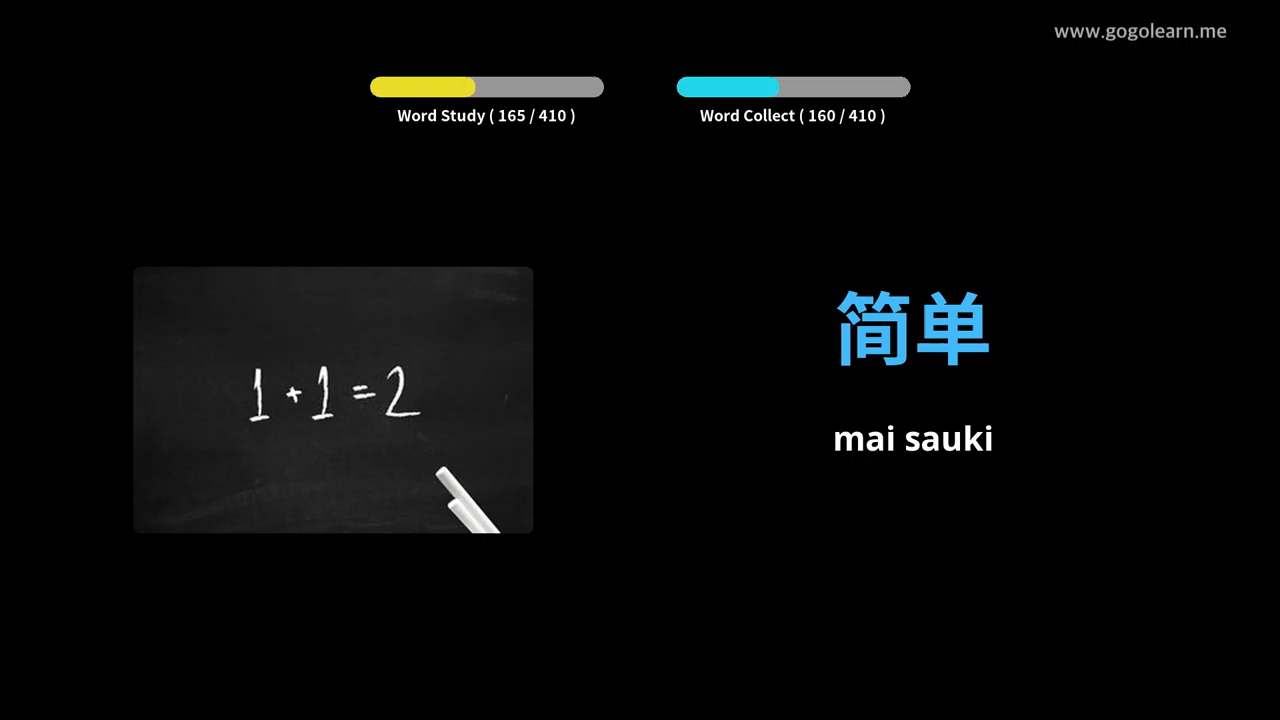 www.gogolearn.me
Word Study ( 165 / 410 )
Word Collect ( 160 / 410 )
1 + 1 = 2
简单
mai sauki